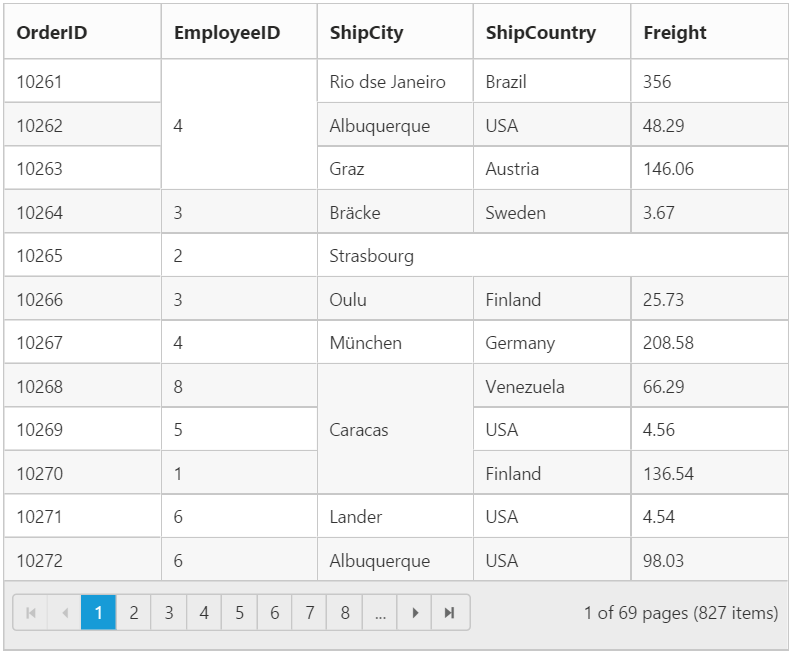 OrderID EmployeeID ShipCity ShipCountry Freight
10261 Rio dse Janeiro Brazil 356
10262 4 Albuquerque USA 48.29
10263 Graz Austria 146.06
10264 3 Bräcke Sweden 3.67
10265 2 Strasbourg
10266 3 Oulu Finland 25.73
10267 4 München Germany 208.58
10268 8 Venezuela 66.29
10269 5 Caracas USA 4.56
10270 1 Finland 136.54
10271 6 Lander USA 4.54
10272 6 Albuquerque USA 98.03
1 2 3 4 5 6 7 8 ... 1 of 69 pages (827 items)